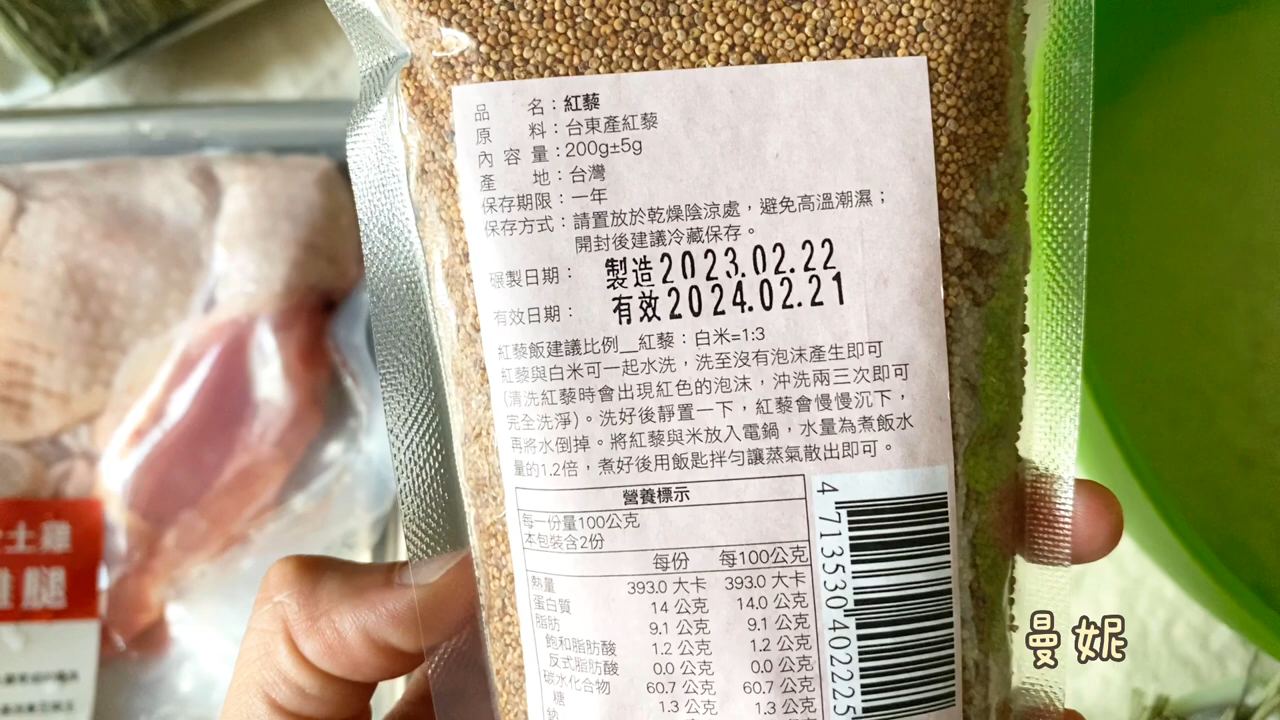 品名：紅藜
原料：台東產紅藜
內容量：200g±5g
產地：台灣
保存期限：一年
保存方式：請置放於乾燥陰涼處，避免高溫潮濕；
開封後建議冷藏保存。
碾製日期： 製造2023.02.22
有效日期： 有效2024.02.21
紅藜飯建議比例__紅藜：白米=1:3
紅藜與白米可一起水洗，洗至沒有泡沫產生即可
(清洗紅藜時會出現紅色的泡沫，沖洗兩三次即可
完全洗淨)。洗好後靜置一下，紅藜會慢慢沉下，
再將水倒掉。將紅藜與米放入電鍋，水量為煮飯水
量的1.2倍，煮好後用飯匙拌勻讓蒸氣散出即可。
營養標示
每一份量100公克
本包裝含2份
每份 每100公克
熱量 393.0 大卡 393.0 大卡
蛋白質 14 公克 14.0 公克
脂肪 9.1 公克 9.1 公克
飽和脂肪酸 1.2 公克 1.2 公克
反式脂肪酸 0.0 公克 0.0 公克
碳水化合物 60.7 公克 60.7 公克
糖 1.3 公克 1.3 公克
4 713530 402225
土雞
腿
曼妮